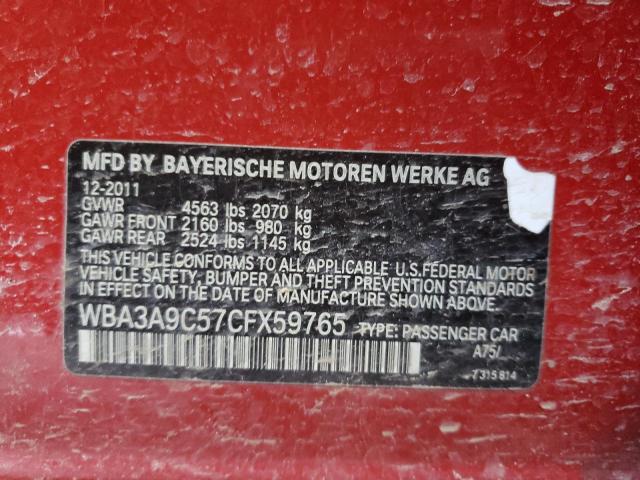 MFD BY BAYERISCHE MOTOREN WERKE AG
12-2011
GVWR 4563 lbs 2070 kg
GAWR FRONT 2160 lbs 980 kg
GAWR REAR 2524 lbs 1145 kg
THIS VEHICLE CONFORMS TO ALL APPLICABLE U.S.FEDERAL MOTOR
VEHICLE SAFETY, BUMPER AND THEFT PREVENTION STANDARDS
IN EFFECT ON THE DATE OF MANUFACTURE SHOWN ABOVE.
WBA3A9C57CFX59765 TYPE: PASSENGER CAR
A75/
7315814